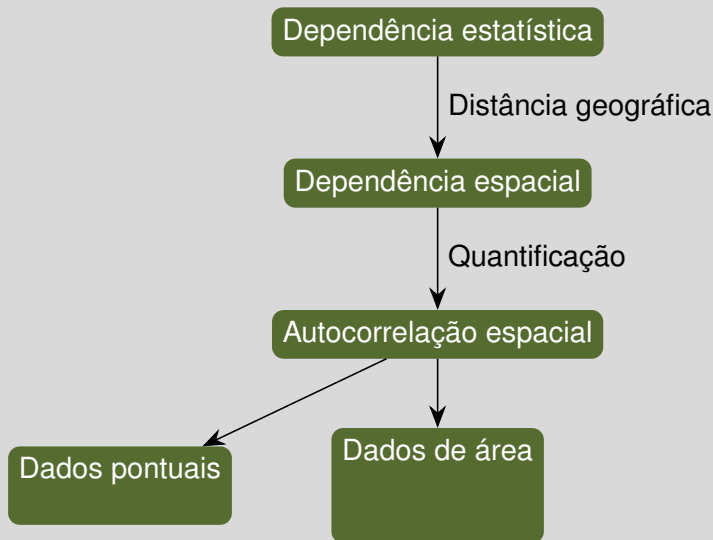 Dependência estatística
Distância geográfica
Dependência espacial
Quantificação
Autocorrelação espacial
Dados pontuais
Dados de área